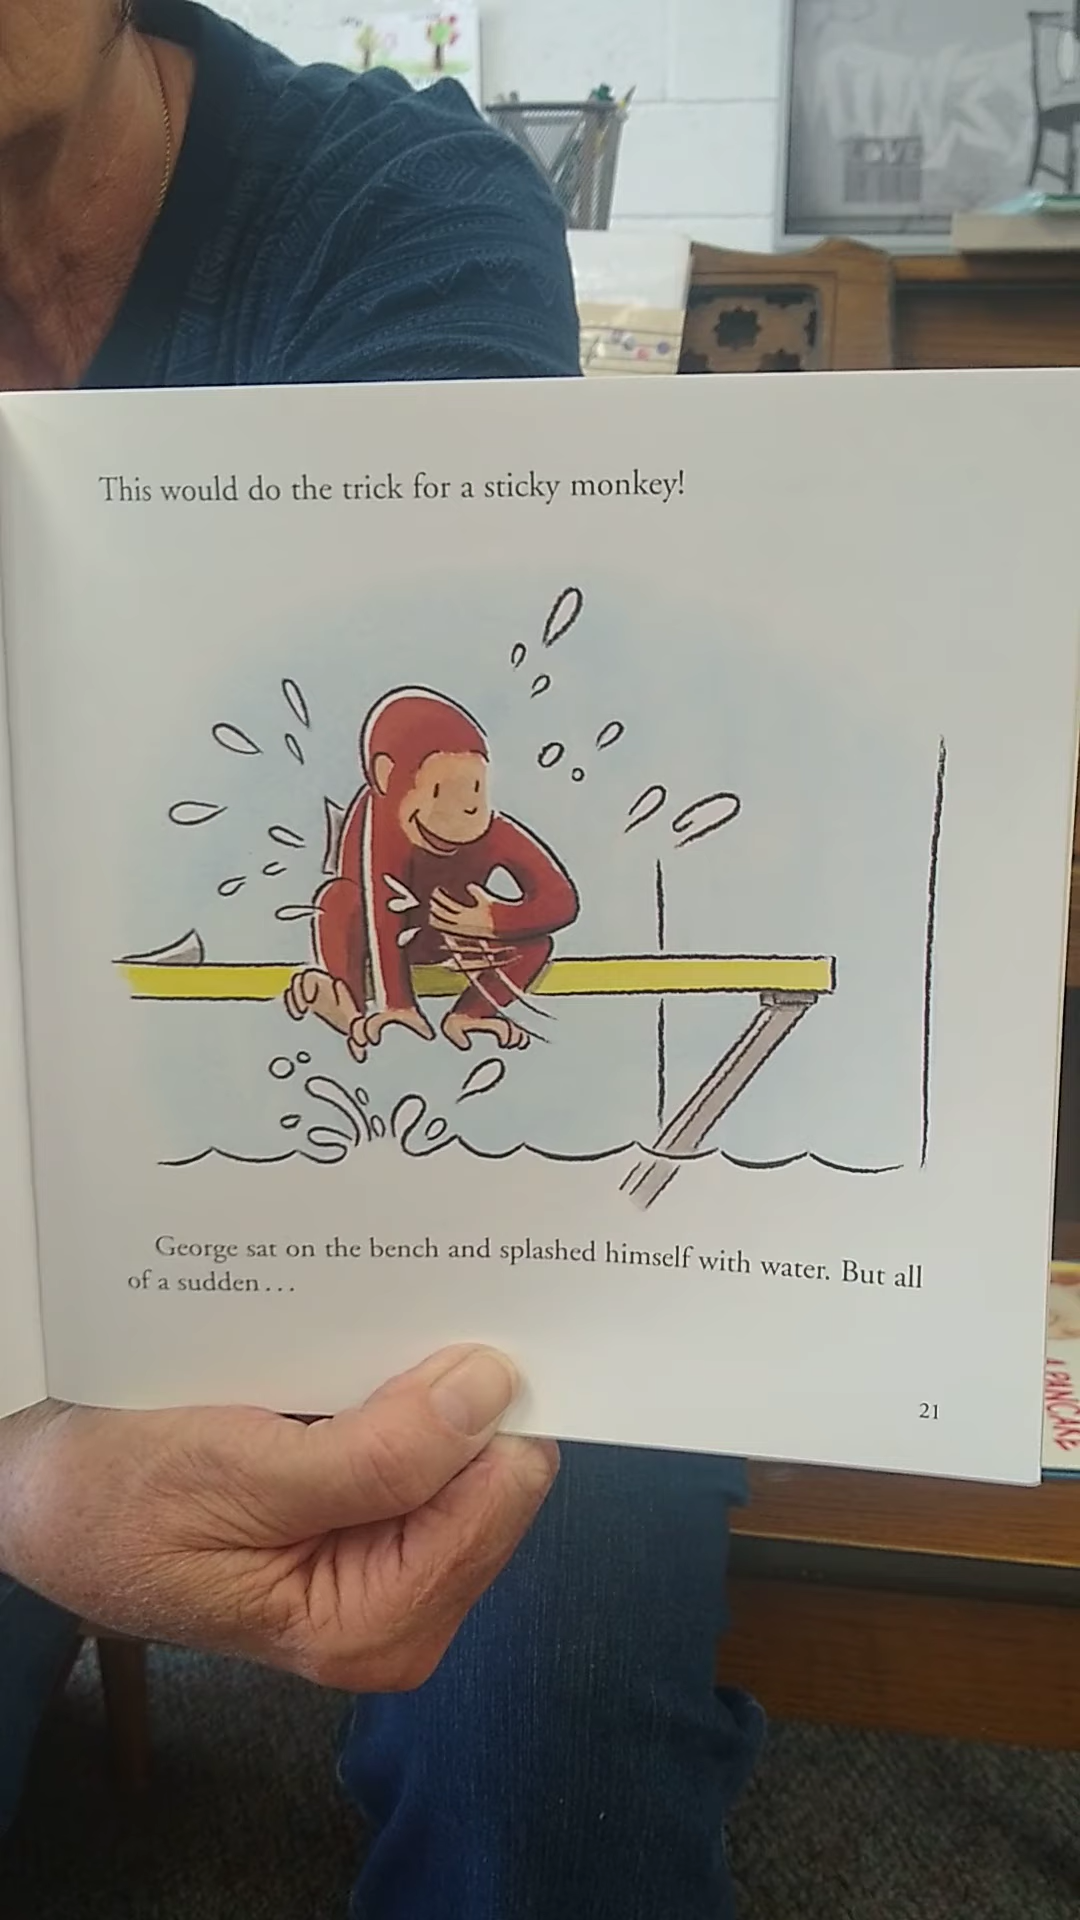 This would do the trick for a sticky monkey!
George sat on the bench and splashed himself with water. But all
of a sudden...
21
A PANCAKE